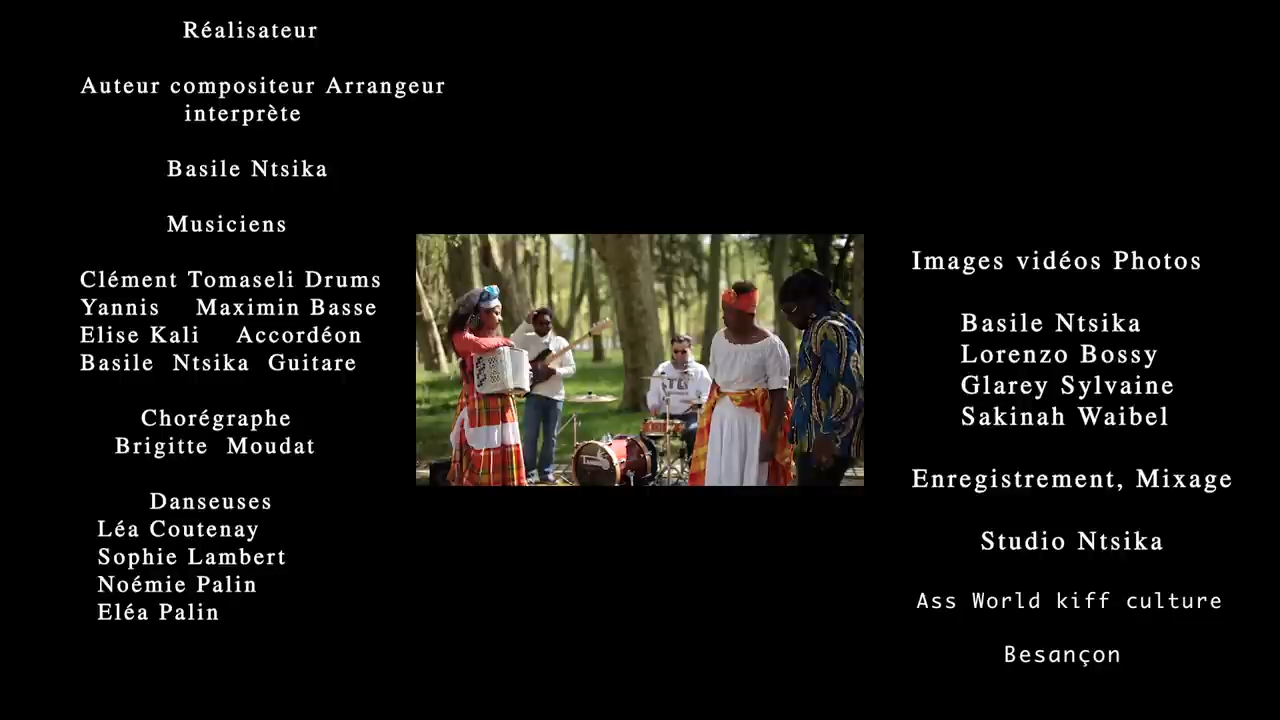 Réalisateur
Auteur compositeur Arrangeur
interprète
Basile Ntsika
Musiciens
Clément Tomaseli Drums
Yannis Maximin Basse
Elise Kali Accordéon
Basile Ntsika Guitare
Chorégraphe
Brigitte Moudat
Danseuses
Léa Coutenay
Sophie Lambert
Noémie Palin
Eléa Palin
Images vidéos Photos
Basile Ntsika
Lorenzo Bossy
Glarey Sylvaine
Sakinah Waibel
Enregistrement, Mixage
Studio Ntsika
Ass World kiff culture
Besançon